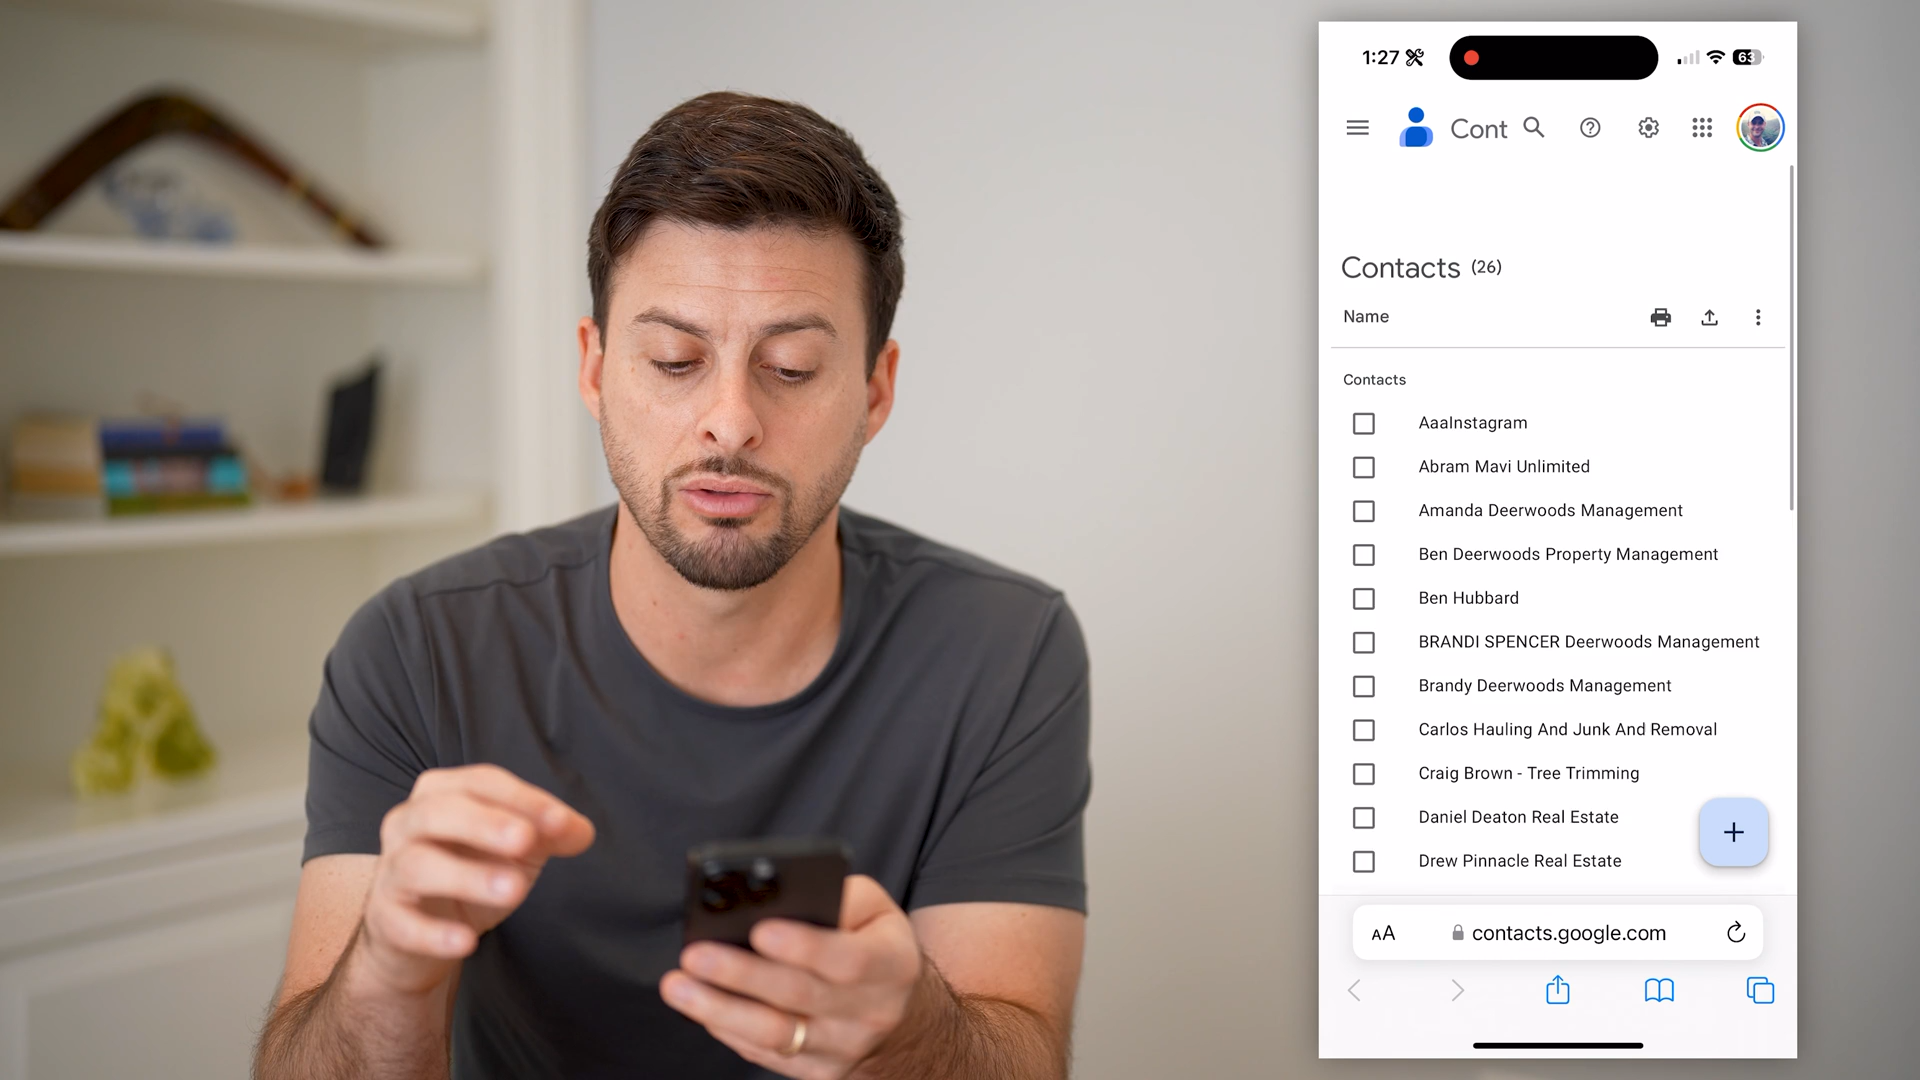 1:27
63
Cont
Contacts (26)
Name
Contacts
AaaInstagram
Abram Mavi Unlimited
Amanda Deerwoods Management
Ben Deerwoods Property Management
Ben Hubbard
BRANDI SPENCER Deerwoods Management
Brandy Deerwoods Management
Carlos Hauling And Junk And Removal
Craig Brown - Tree Trimming
Daniel Deaton Real Estate
Drew Pinnacle Real Estate
AA contacts.google.com